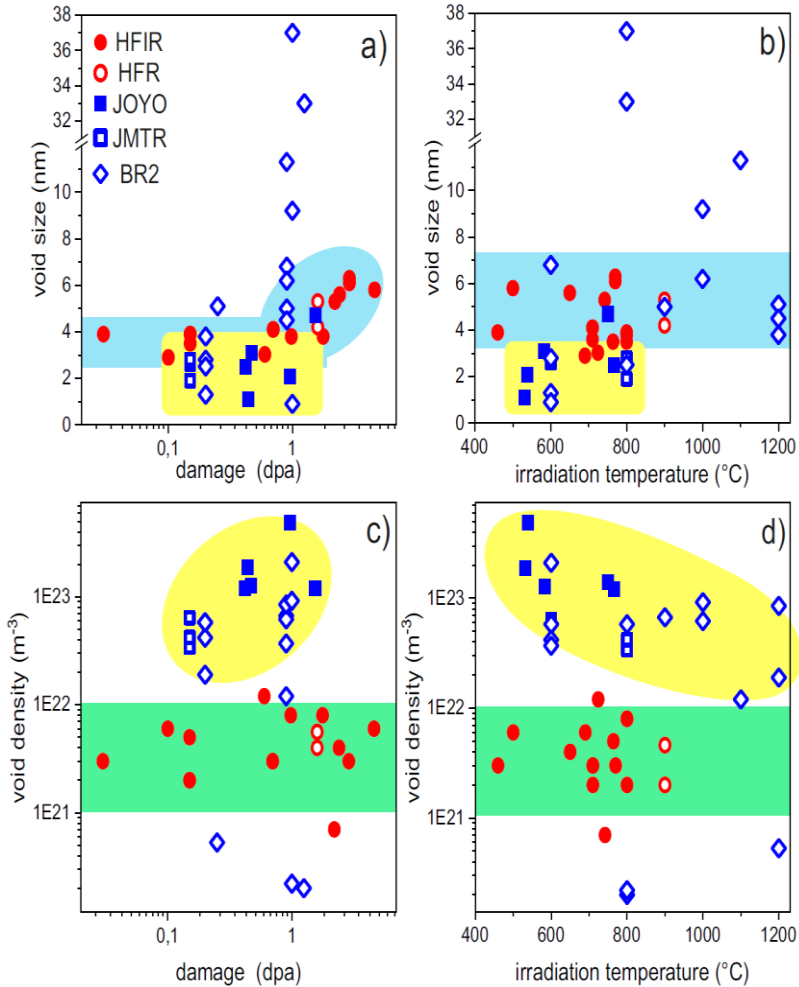 a)
HFIR
HFR
JOYO
JMTR
BR2
void size (nm)
38
36
34
32
10
8
6
4
2
0
0,1
1
damage (dpa)
b)
void size (nm)
38
36
34
32
10
8
6
4
2
0
400
600
800
1000
1200
irradiation temperature (°C)
c)
void density (m-3)
1E23
1E22
1E21
0,1
1
damage (dpa)
d)
void density (m-3)
1E23
1E22
1E21
400
600
800
1000
1200
irradiation temperature (°C)